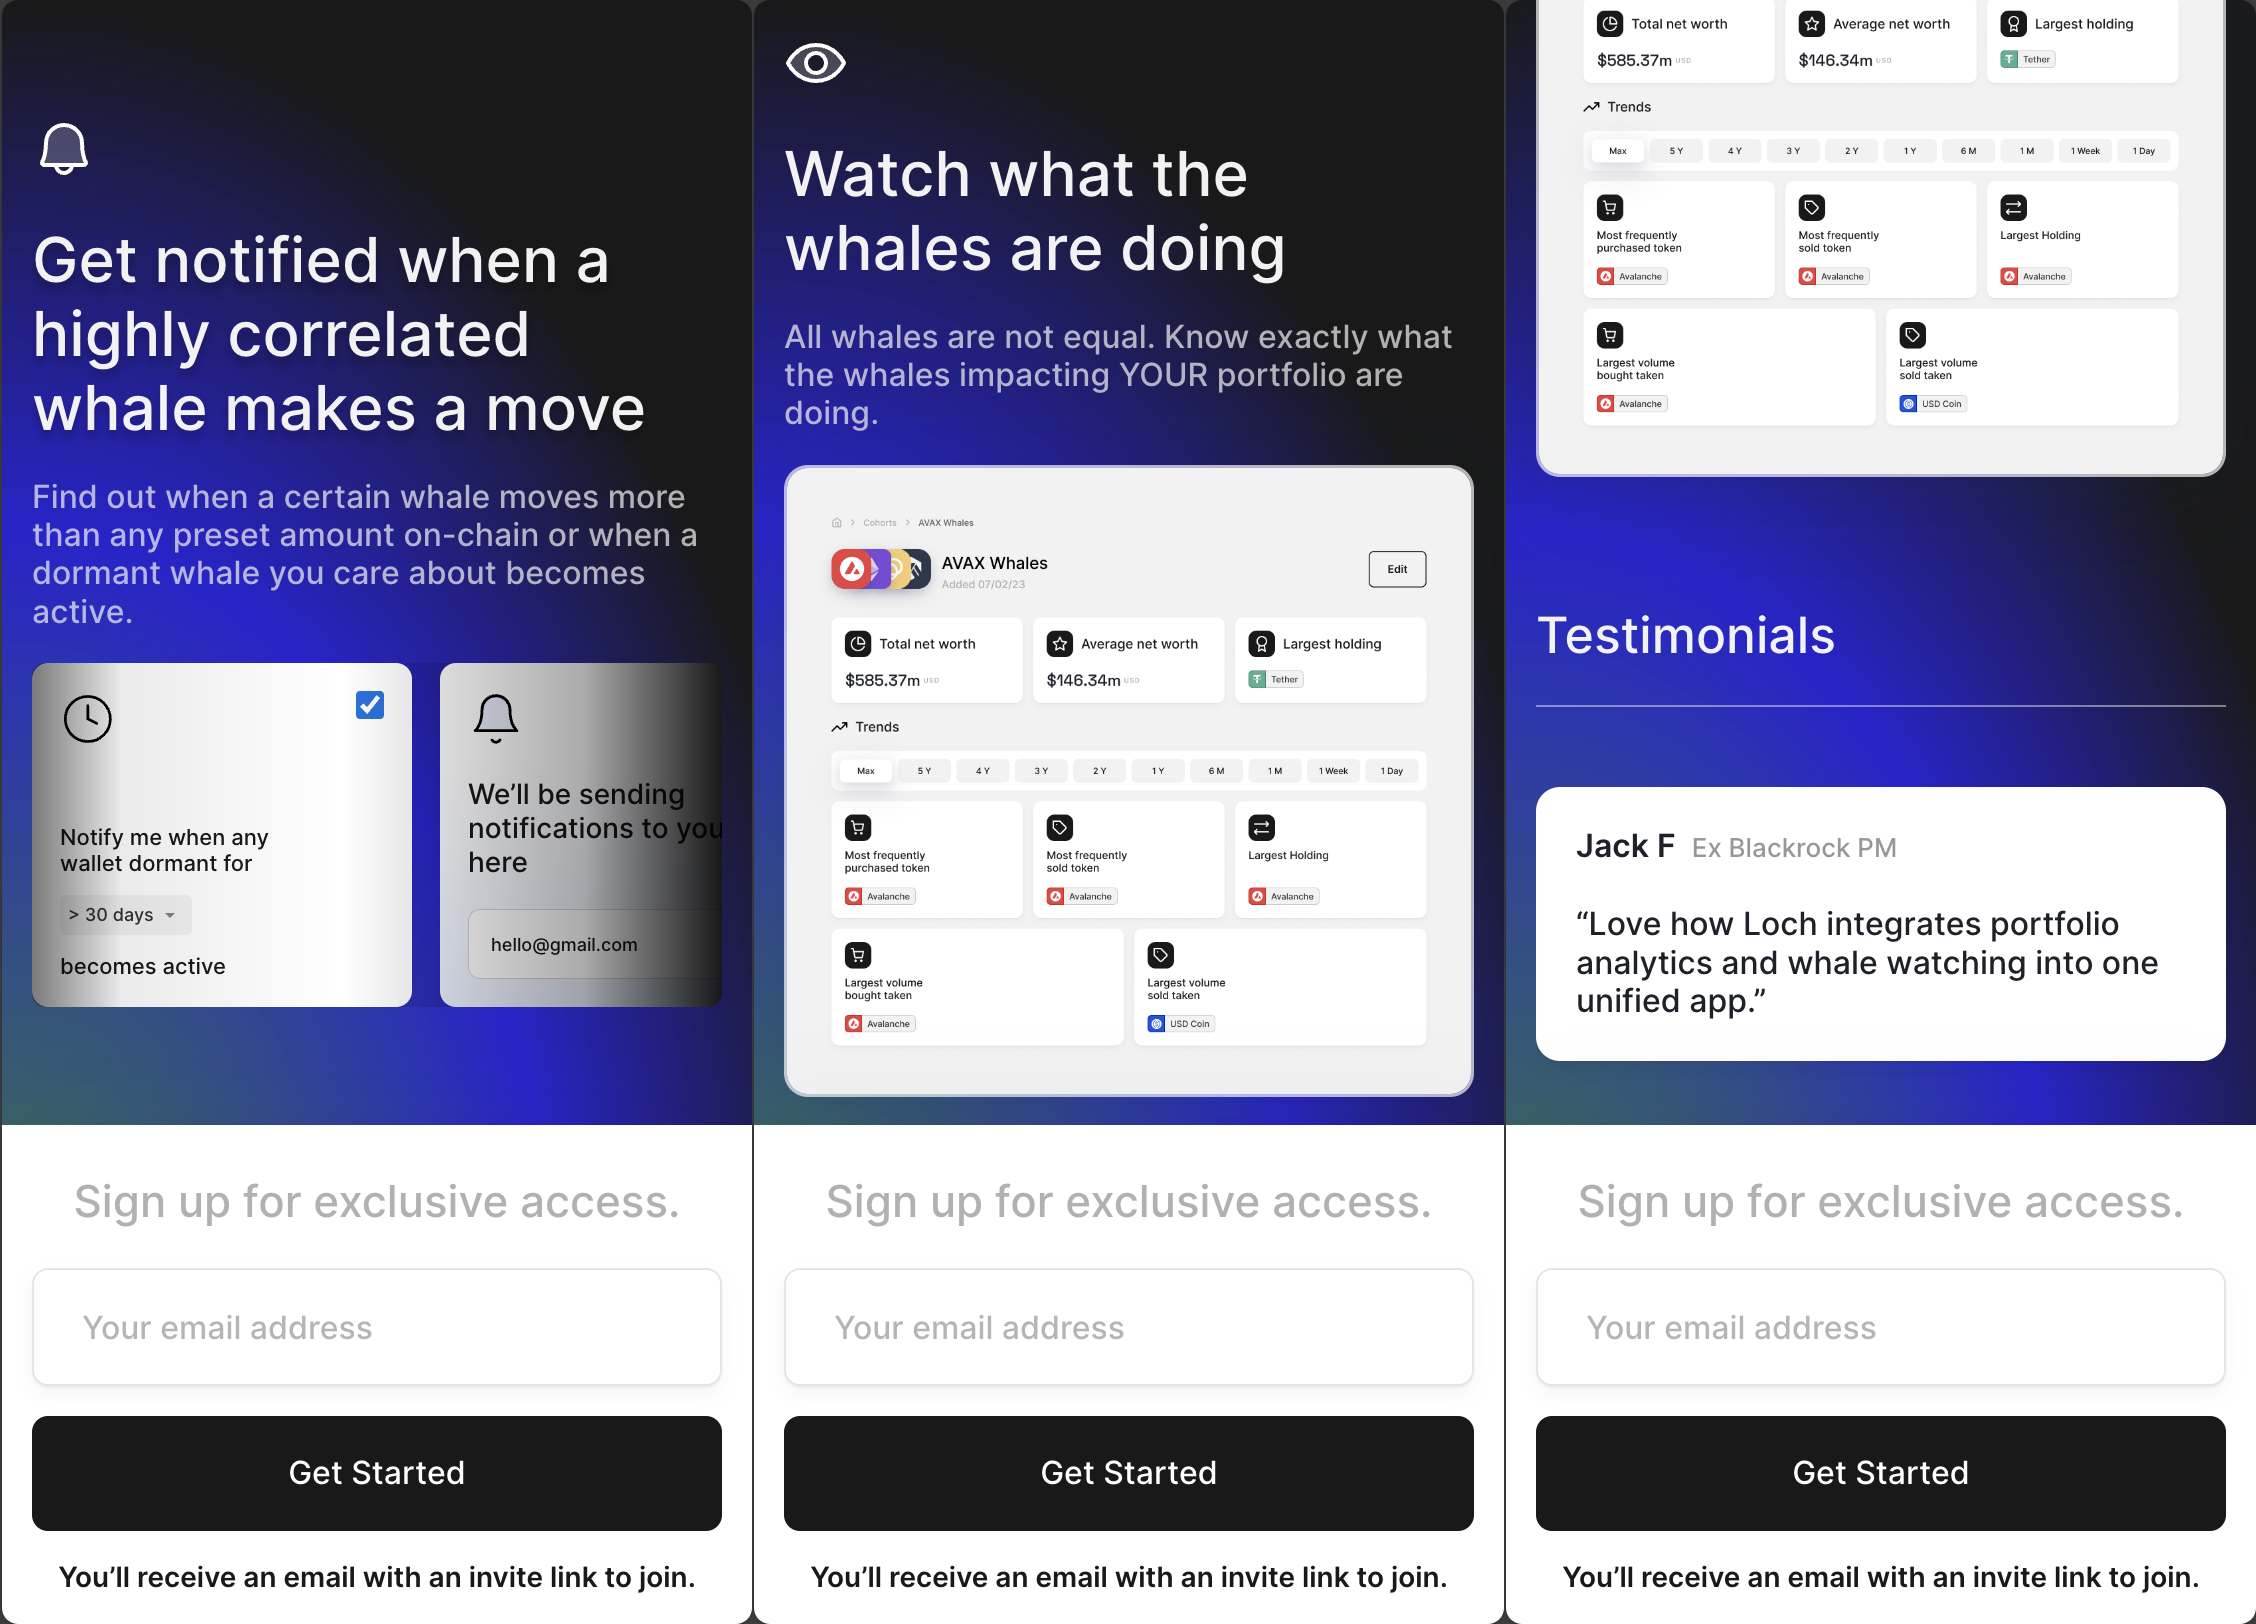 Get notified when a
highly correlated
whale makes a move
Find out when a certain whale moves more
than any preset amount on-chain or when a
dormant whale you care about becomes
active.
Notify me when any
wallet dormant for
> 30 days
becomes active
We’ll be sending
notifications to you
here
hello@gmail.com
Sign up for exclusive access.
Your email address
Get Started
You’ll receive an email with an invite link to join.
Watch what the
whales are doing
All whales are not equal. Know exactly what
the whales impacting YOUR portfolio are
doing.
Cohorts
AVAX Whales
AVAX Whales
Added 07/02/23
Edit
Total net worth
$585.37m USD
Average net worth
$146.34m USD
Largest holding
Tether
Trends
Max 5 Y 4 Y 3 Y 2 Y 1 Y 6 M 1 M 1 Week 1 Day
Most frequently
purchased token
Avalanche
Most frequently
sold token
Avalanche
Largest Holding
Avalanche
Largest volume
bought taken
Avalanche
Largest volume
sold taken
USD Coin
Sign up for exclusive access.
Your email address
Get Started
You’ll receive an email with an invite link to join.
Total net worth
$585.37m USD
Average net worth
$146.34m USD
Largest holding
Tether
Trends
Max 5 Y 4 Y 3 Y 2 Y 1 Y 6 M 1 M 1 Week 1 Day
Most frequently
purchased token
Avalanche
Most frequently
sold token
Avalanche
Largest Holding
Avalanche
Largest volume
bought taken
Avalanche
Largest volume
sold taken
USD Coin
Testimonials
Jack F Ex Blackrock PM
“Love how Loch integrates portfolio
analytics and whale watching into one
unified app.”
Sign up for exclusive access.
Your email address
Get Started
You’ll receive an email with an invite link to join.